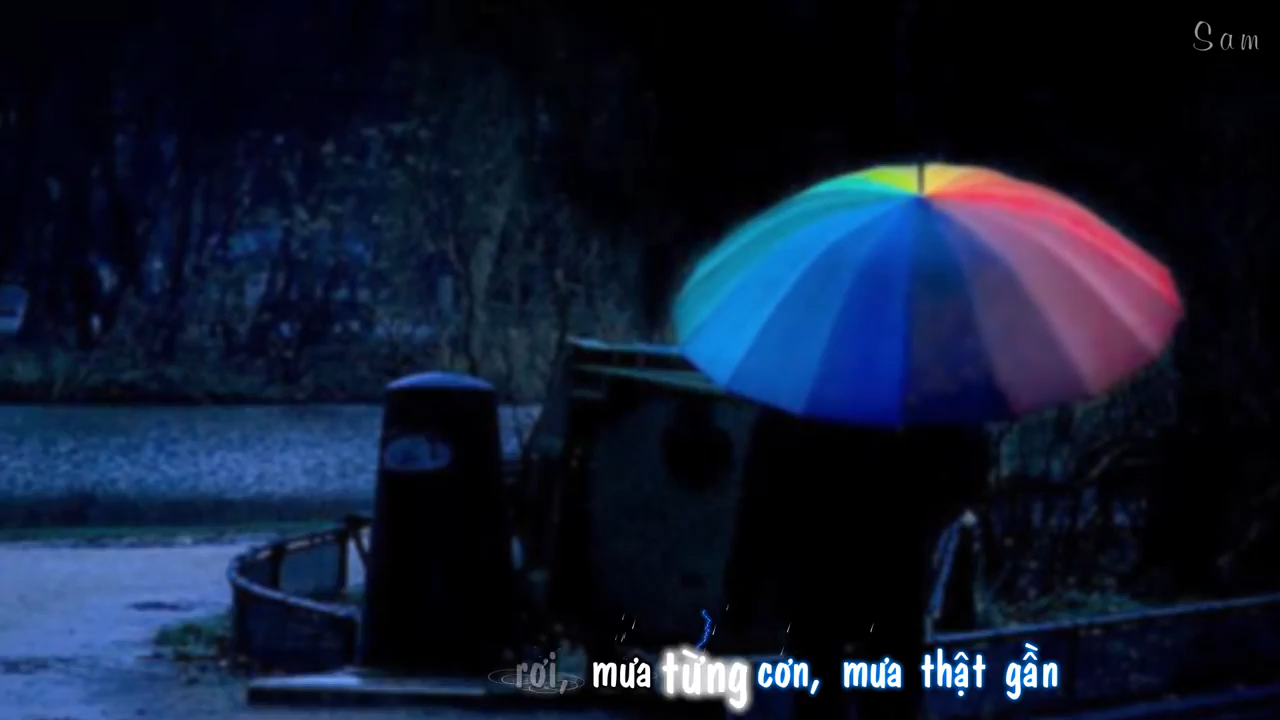 Sam
rơi, mưa từng cơn, mưa thật gần